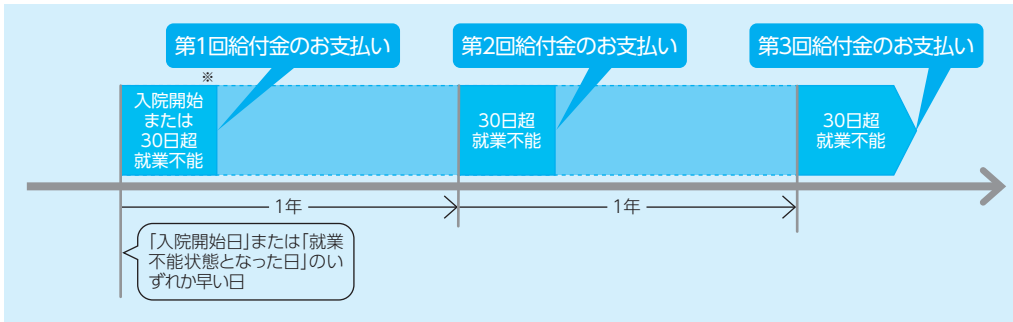 第1回給付金のお支払い
第2回給付金のお支払い
第3回給付金のお支払い
※
入院開始
または
30日超
就業不能
30日超
就業不能
30日超
就業不能
1年
1年
「入院開始日」または「就業
不能状態となった日」のい
ずれか早い日